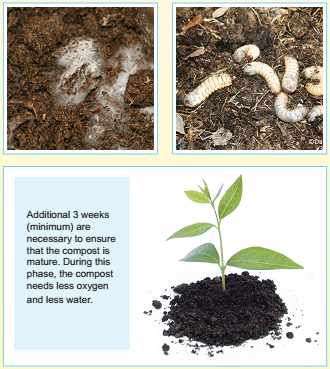 Additional 3 weeks
(minimum) are
necessary to ensure
that the compost is
mature. During this
phase, the compost
needs less oxygen
and less water.